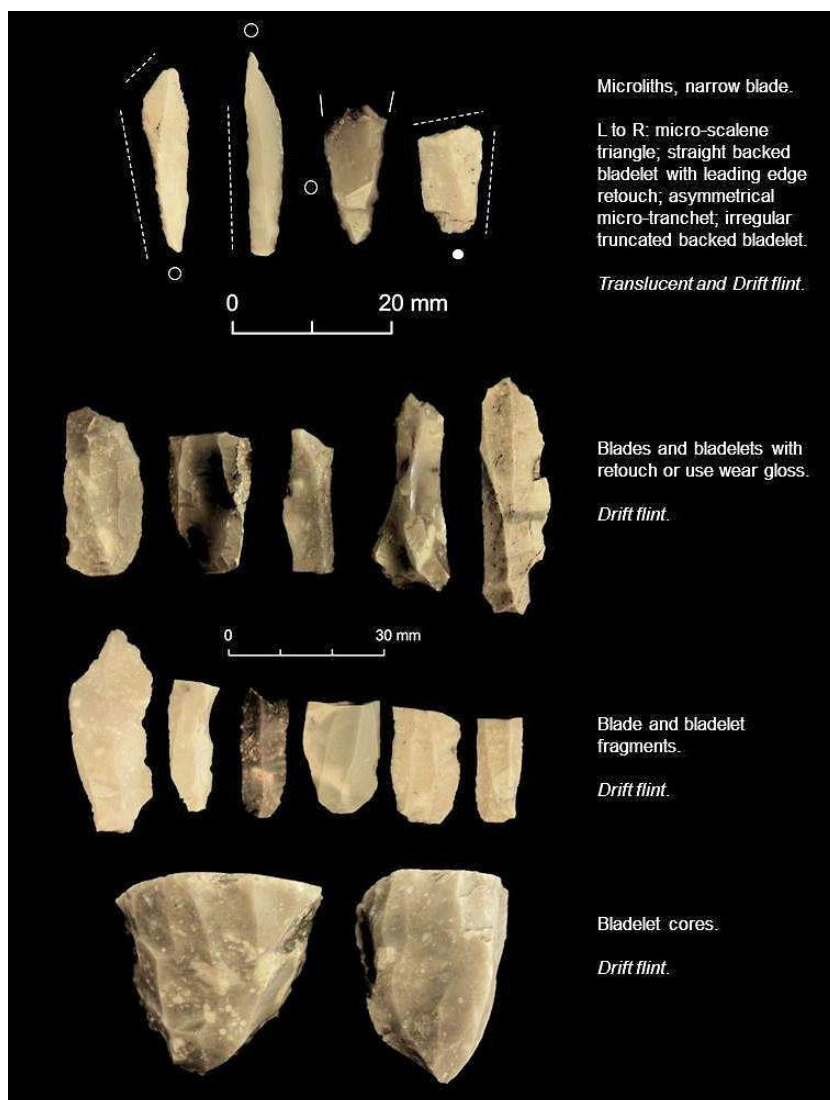 Microliths, narrow blade.
L to R: micro-scalene
triangle; straight backed
bladelet with leading edge
retouch; asymmetrical
micro-tranchet; irregular
truncated backed bladelet.
Translucent and Drift flint.
0 20 mm
Blades and bladelets with
retouch or use wear gloss.
Drift flint.
0 30 mm
Blade and bladelet
fragments.
Drift flint.
Bladelet cores.
Drift flint.